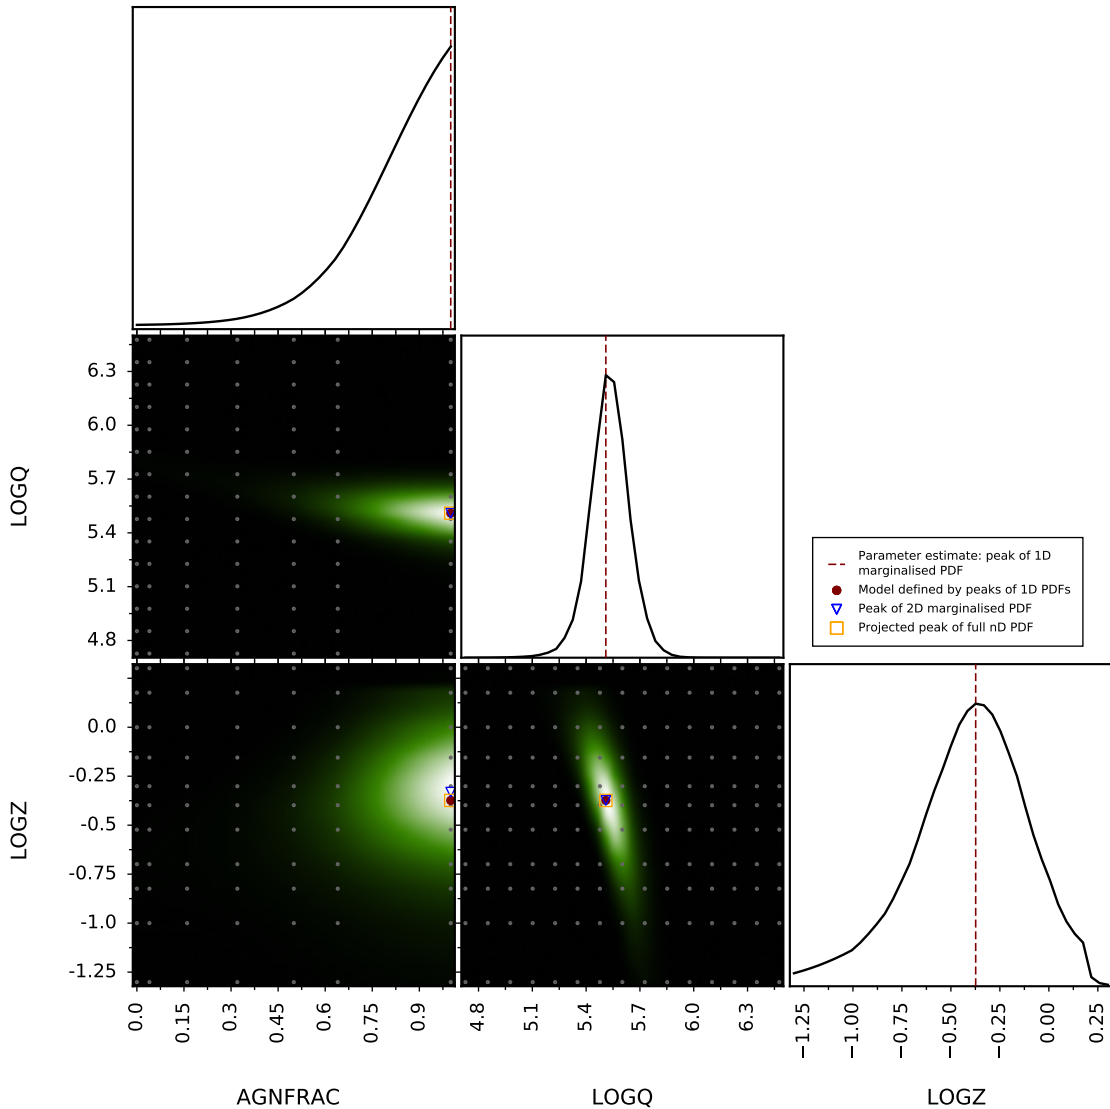 6.3
6.0
5.7
5.4
5.1
4.8
LOGQ
Parameter estimate: peak of 1D
marginalised PDF
Model defined by peaks of 1D PDFs
Peak of 2D marginalised PDF
Projected peak of full nD PDF
0.0
-0.25
-0.5
-0.75
-1.0
-1.25
LOGZ
0.0 0.15 0.3 0.45 0.6 0.75 0.9
4.8 5.1 5.4 5.7 6.0 6.3
−1.25 −1.00 −0.75 −0.50 −0.25 0.00 0.25
AGNFRAC
LOGQ
LOGZ